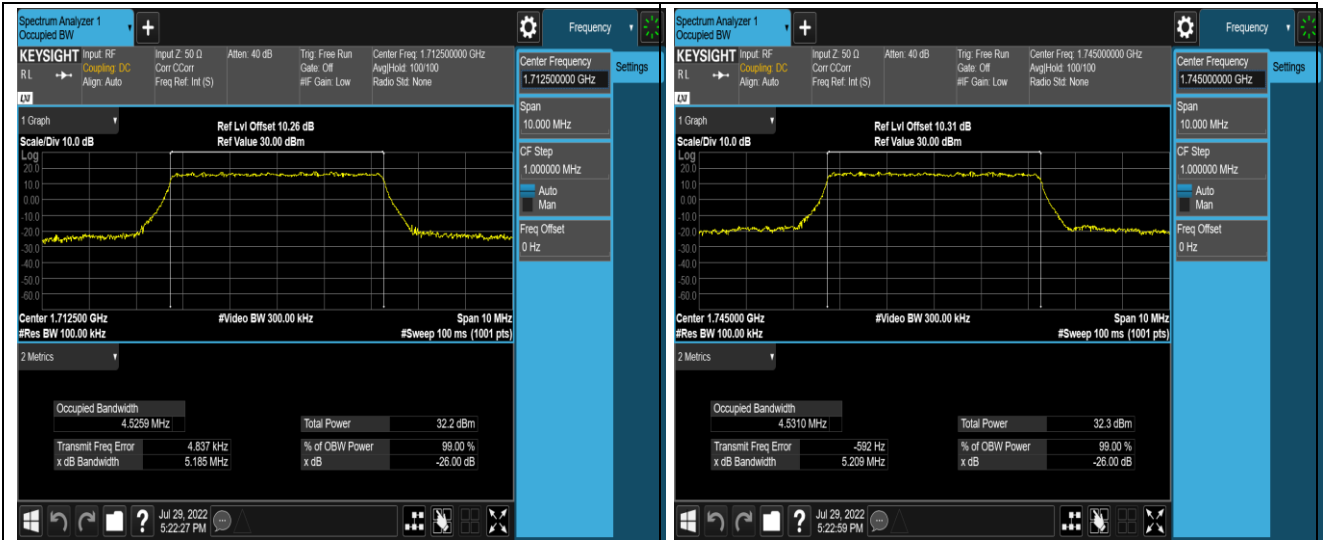 Spectrum Analyzer 1
Occupied BW
+
Frequency
KEYSIGHT
RL
LXI
Input: RF
Coupling: DC
Align: Auto
Input Z: 50 Ω
Corr CCorr
Freq Ref: Int (S)
Atten: 40 dB
Trig: Free Run
Gate: Off
#IF Gain: Low
Center Freq: 1.712500000 GHz
Avg|Hold: 100/100
Radio Std: None
Center Frequency
1.712500000 GHz
Settings
Span
10.000 MHz
CF Step
1.000000 MHz
Auto
Man
Freq Offset
0 Hz
1 Graph
Scale/Div 10.0 dB
Ref Lvl Offset 10.26 dB
Ref Value 30.00 dBm
Log
20.0
10.0
0.00
-10.0
-20.0
-30.0
-40.0
-50.0
-60.0
Center 1.712500 GHz
#Res BW 100.00 kHz
#Video BW 300.00 kHz
Span 10 MHz
#Sweep 100 ms (1001 pts)
2 Metrics
Occupied Bandwidth
4.5259 MHz
Total Power 32.2 dBm
Transmit Freq Error 4.837 kHz
% of OBW Power 99.00 %
x dB Bandwidth 5.185 MHz
x dB -26.00 dB
?
Jul 29, 2022
5:22:27 PM
Spectrum Analyzer 1
Occupied BW
+
Frequency
KEYSIGHT
RL
LXI
Input: RF
Coupling: DC
Align: Auto
Input Z: 50 Ω
Corr CCorr
Freq Ref: Int (S)
Atten: 40 dB
Trig: Free Run
Gate: Off
#IF Gain: Low
Center Freq: 1.745000000 GHz
Avg|Hold: 100/100
Radio Std: None
Center Frequency
1.745000000 GHz
Settings
Span
10.000 MHz
CF Step
1.000000 MHz
Auto
Man
Freq Offset
0 Hz
1 Graph
Scale/Div 10.0 dB
Ref Lvl Offset 10.31 dB
Ref Value 30.00 dBm
Log
20.0
10.0
0.00
-10.0
-20.0
-30.0
-40.0
-50.0
-60.0
Center 1.745000 GHz
#Res BW 100.00 kHz
#Video BW 300.00 kHz
Span 10 MHz
#Sweep 100 ms (1001 pts)
2 Metrics
Occupied Bandwidth
4.5310 MHz
Total Power 32.3 dBm
Transmit Freq Error -592 Hz
% of OBW Power 99.00 %
x dB Bandwidth 5.209 MHz
x dB -26.00 dB
?
Jul 29, 2022
5:22:59 PM